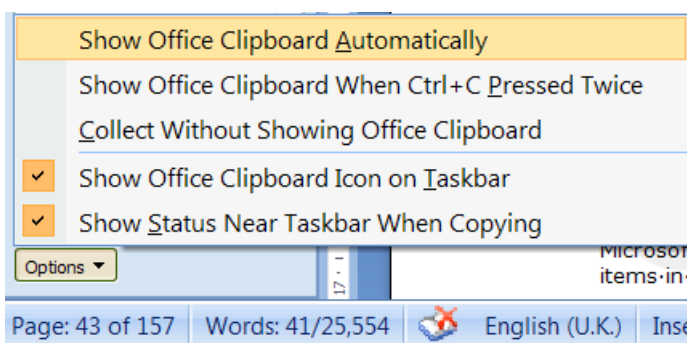 Show Office Clipboard Automatically
Show Office Clipboard When Ctrl+C Pressed Twice
Collect Without Showing Office Clipboard
Show Office Clipboard Icon on Taskbar
Show Status Near Taskbar When Copying
Options
17
items·in·
Page: 43 of 157 Words: 41/25,554 English (U.K.) Inse